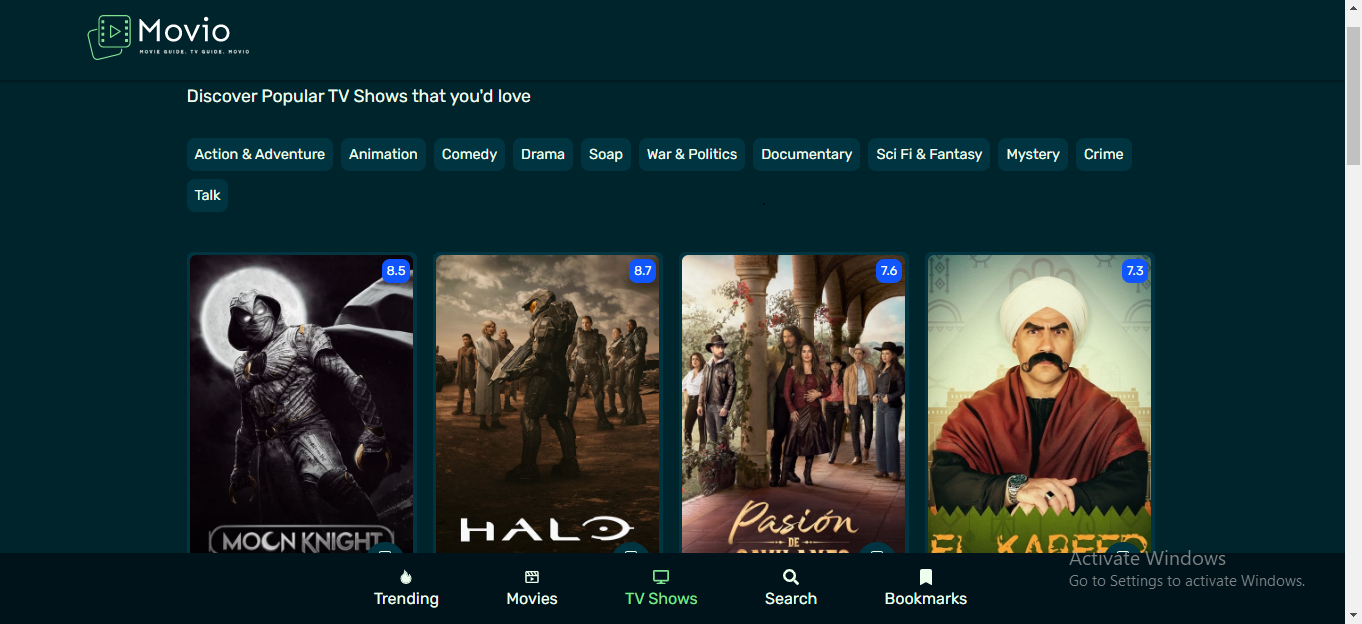 Movio
MOVIE GUIDE. TV GUIDE. MOVIO
Discover Popular TV Shows that you'd love
Action & Adventure Animation Comedy Drama Soap War & Politics Documentary Sci Fi & Fantasy Mystery Crime
Talk
8.5 8.7 7.6 7.3
MOON KNIGHT
HALO
Pasión
DE
GAVILANES
EL KABEER
Activate Windows
Go to Settings to activate Windows.
Trending Movies TV Shows Search Bookmarks